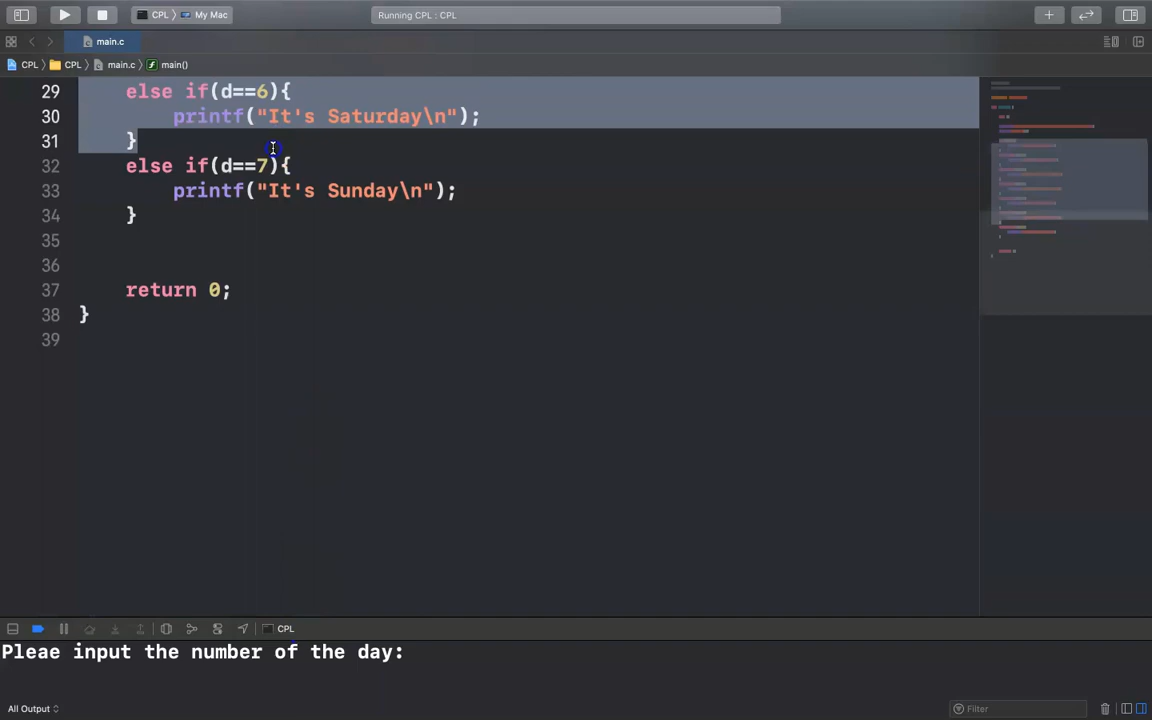 CPL 〉 My Mac
Running CPL : CPL
main.c
CPL 〉 CPL 〉 main.c 〉 main()
29 else if(d==6){
30 printf("It's Saturday\n");
31 }
32 else if(d==7){
33 printf("It's Sunday\n");
34 }
35
36
37 return 0;
38 }
39
CPL
Pleae input the number of the day:
All Output
Filter